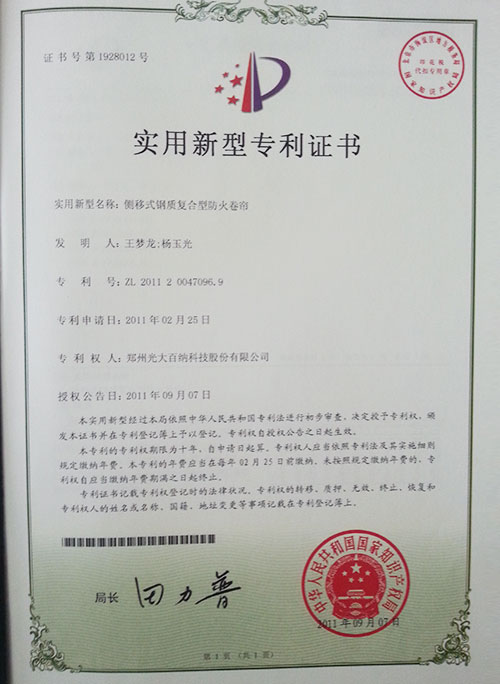 证书号第1928012号
印花税
代扣专用章
实用新型专利证书
实用新型名称：侧移式钢质复合型防火卷帘
发明人：王梦龙;杨玉光
专利号：ZL 2011 2 0047096.9
专利申请日：2011年02月25日
专利权人：郑州光大百纳科技股份有限公司
授权公告日：2011年09月07日
本实用新型经过本局依照中华人民共和国专利法进行初步审查，决定授予专利权，颁
发本证书并在专利登记簿上予以登记。专利权自授权公告之日起生效。
本专利的专利权期限为十年，自申请日起算。专利权人应当依照专利法及其实施细则
规定缴纳年费。本专利的年费应当在每年02月25日前缴纳。未按照规定缴纳年费的，专
利权自应当缴纳年费期满之日起终止。
专利证书记载专利权登记时的法律状况。专利权的转移、质押、无效、终止、恢复和
专利权人的姓名或名称、国籍、地址变更等事项记载在专利登记簿上。
局长
田力普
中华人民共和国国家知识产权局
2011年09月07日
第1页（共1页）